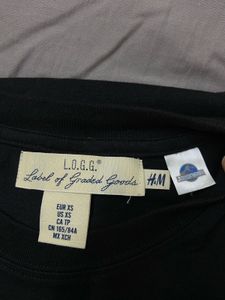 L.O.G.G.®
Label of Graded Goods
H&M
EUR XS
US XS
CA TP
CN 165/84A
MX XCH